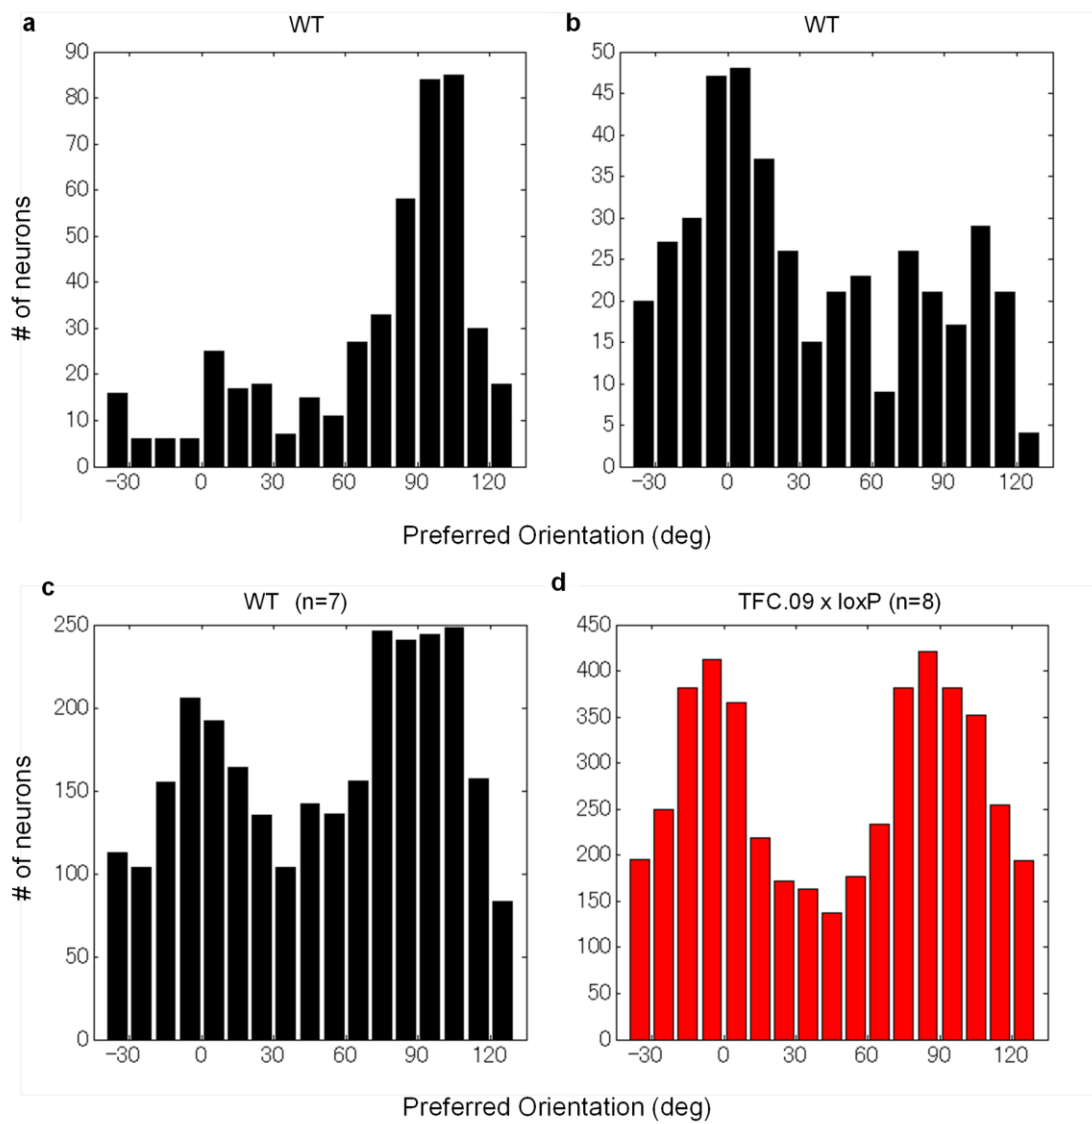 a
WT
b
WT
90
80
70
60
50
40
30
20
10
0
50
45
40
35
30
25
20
15
10
5
0
# of neurons
−30 0 30 60 90 120
−30 0 30 60 90 120
Preferred Orientation (deg)
c
WT (n=7)
d
TFC.09 x loxP (n=8)
250
200
150
100
50
0
450
400
350
300
250
200
150
100
50
0
# of neurons
−30 0 30 60 90 120
−30 0 30 60 90 120
Preferred Orientation (deg)